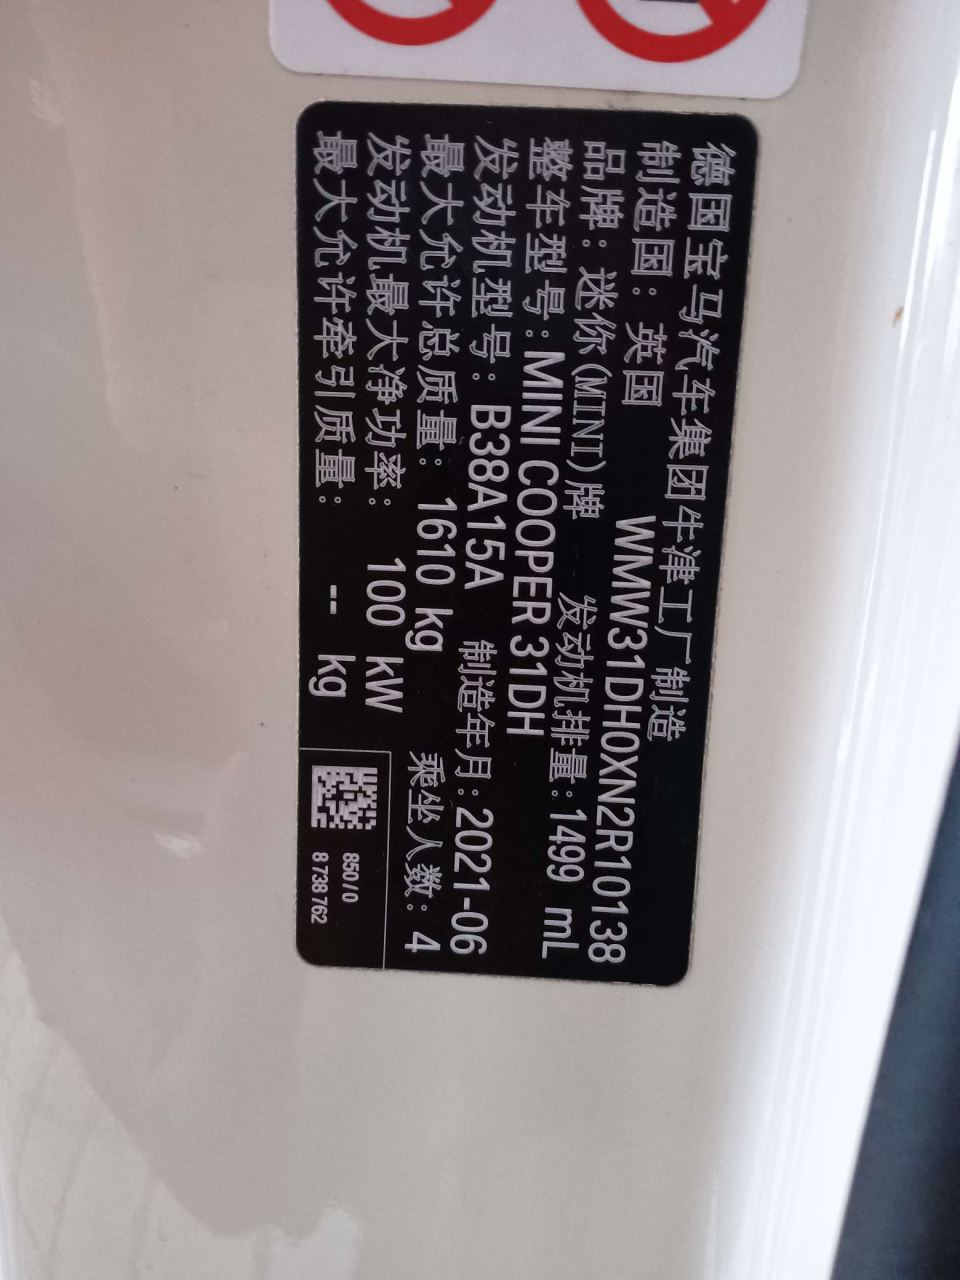 德国宝马汽车集团牛津工厂制造
制造国：英国 WMW31DH0XN2R10138
品牌：迷你(MINI)牌 发动机排量：1499 mL
整车型号：MINI COOPER 31DH
发动机型号：B38A15A 制造年月：2021-06
最大允许总质量：1610 kg 乘坐人数：4
发动机最大净功率：100 kW
最大允许牵引质量：-- kg
850 / 0
8 738 762